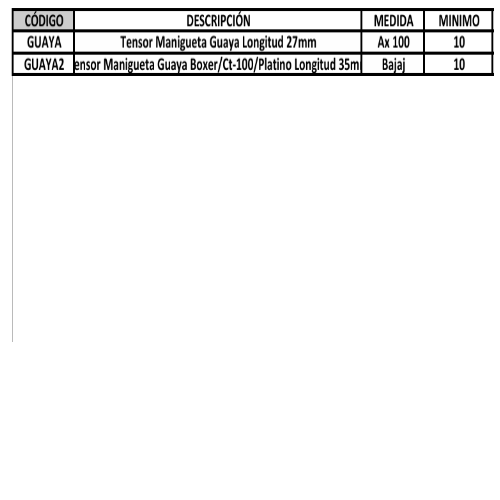 CÓDIGO DESCRIPCIÓN MEDIDA MINIMO
GUAYA Tensor Manigueta Guaya Longitud 27mm Ax 100 10
GUAYA2 ensor Manigueta Guaya Boxer/Ct-100/Platino Longitud 35m Bajaj 10